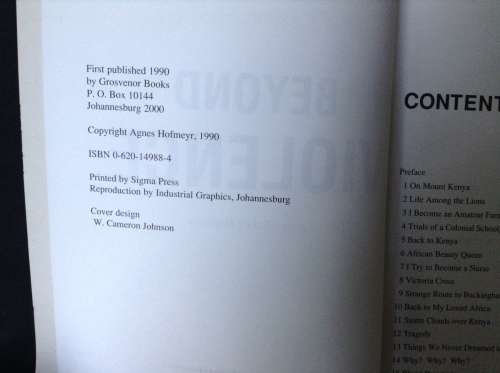 First published 1990
by Grosvenor Books
P. O. Box 10144
Johannesburg 2000
Copyright Agnes Hofmeyr, 1990
ISBN 0-620-14988-4
Printed by Sigma Press
Reproduction by Industrial Graphics, Johannesburg
Cover design
W. Cameron Johnson
CONTENT
Preface
1 On Mount Kenya
2 Life Among the Lions
3 I Become an Amateur
4 Trials of a Colonial School
5 Back to Kenya
6 African Beauty Queen
7 I Try to Become a Nurse
8 Victoria Cross
9 Strange Route to Buckingha
10 Back to My Loved Africa
11 Storm Clouds over Kenya
12 Tragedy
13 Things We Never Dreamed
14 Why? Why? Why?